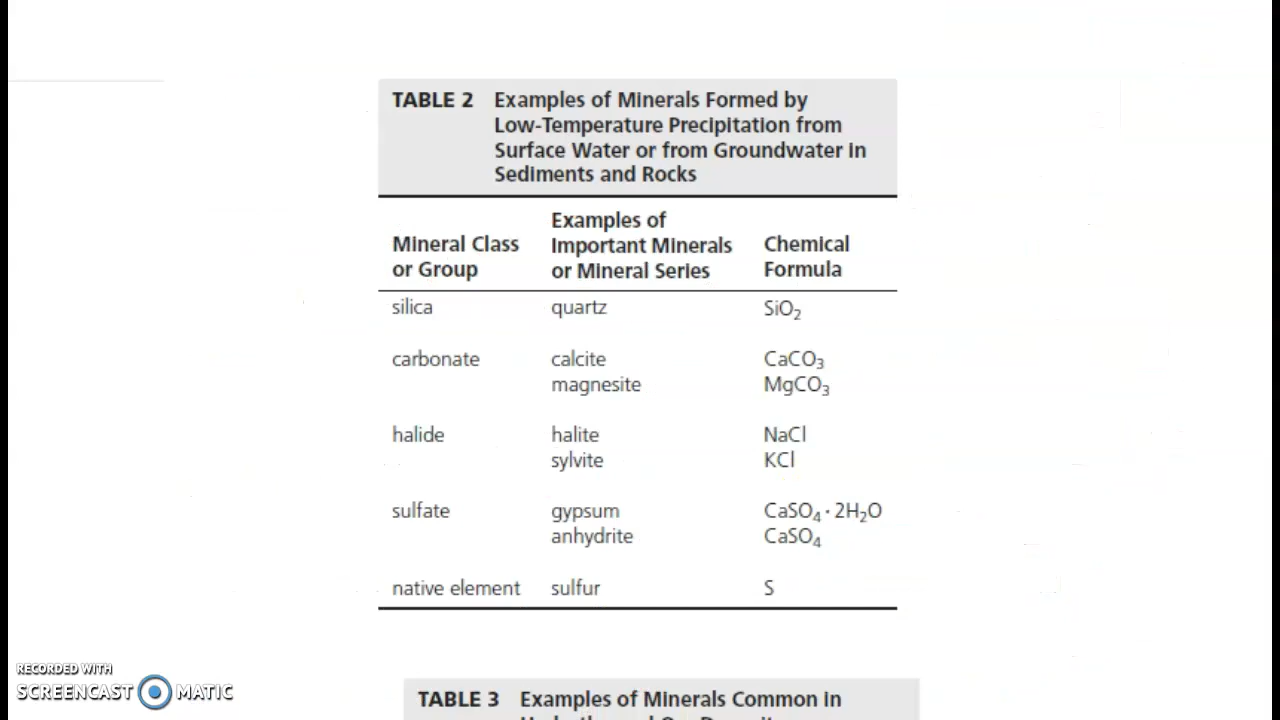 TABLE 2 Examples of Minerals Formed by
Low-Temperature Precipitation from
Surface Water or from Groundwater in
Sediments and Rocks
Mineral Class
or Group
Examples of
Important Minerals
or Mineral Series
Chemical
Formula
silica quartz SiO₂
carbonate calcite CaCO₃
magnesite MgCO₃
halide halite NaCl
sylvite KCl
sulfate gypsum CaSO₄ · 2H₂O
anhydrite CaSO₄
native element sulfur S
RECORDED WITH
SCREENCAST MATIC
TABLE 3 Examples of Minerals Common in